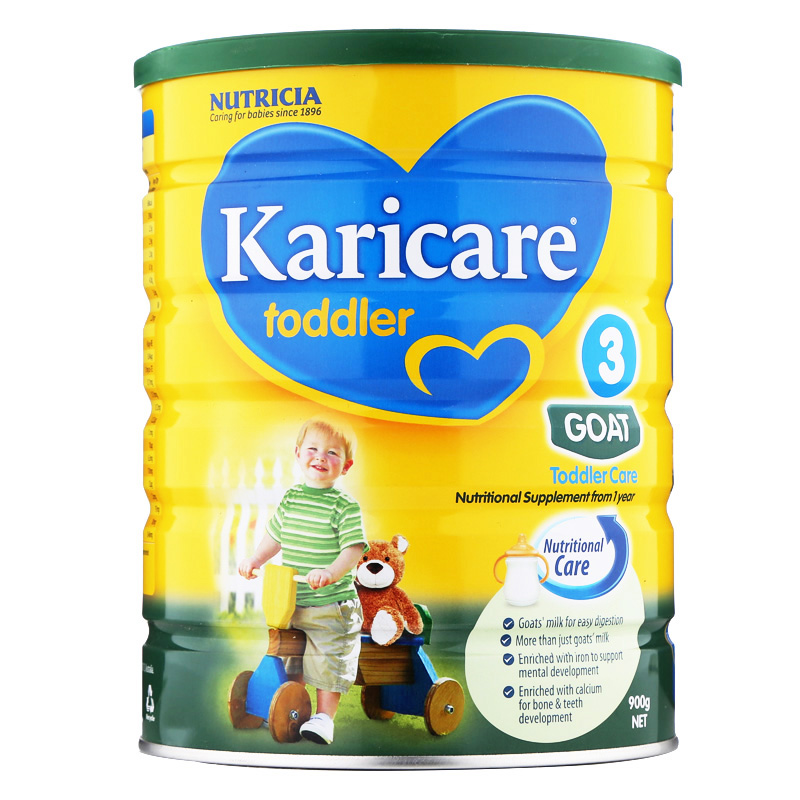 NUTRICIA
Caring for babies since 1896
Karicare®
toddler
3
GOAT
Toddler Care
Nutritional Supplement from 1 year
Nutritional
Care
Goats' milk for easy digestion
More than just goats' milk
Enriched with iron to support
mental development
Enriched with calcium
for bone & teeth
development
900g
NET